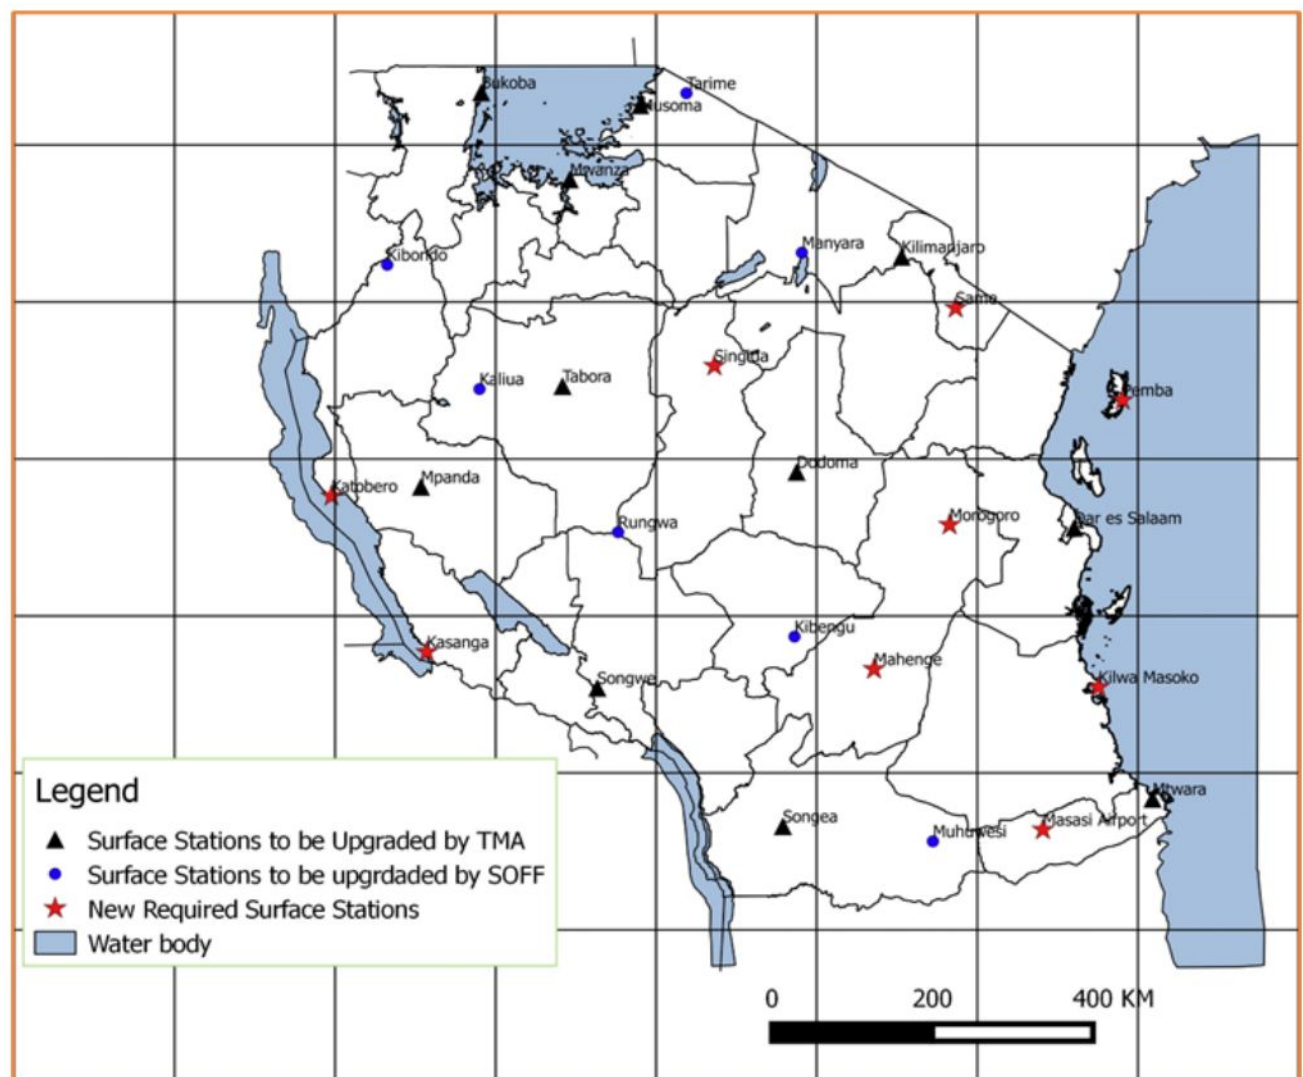 Bukoba
Tarime
Musoma
Mwanza
Manyara
Kilimanjaro
Kibondo
Same
Singida
Kaliua
Tabora
Pemba
Dodoma
Mpanda
Katobero
Morogoro
Dar es Salaam
Rungwa
Kibengu
Kasanga
Mahenge
Kilwa Masoko
Songwe
Mtwara
Songea
Masasi Airport
Muhuwesi
Legend
Surface Stations to be Upgraded by TMA
Surface Stations to be upgrdaded by SOFF
New Required Surface Stations
Water body
0 200 400 KM